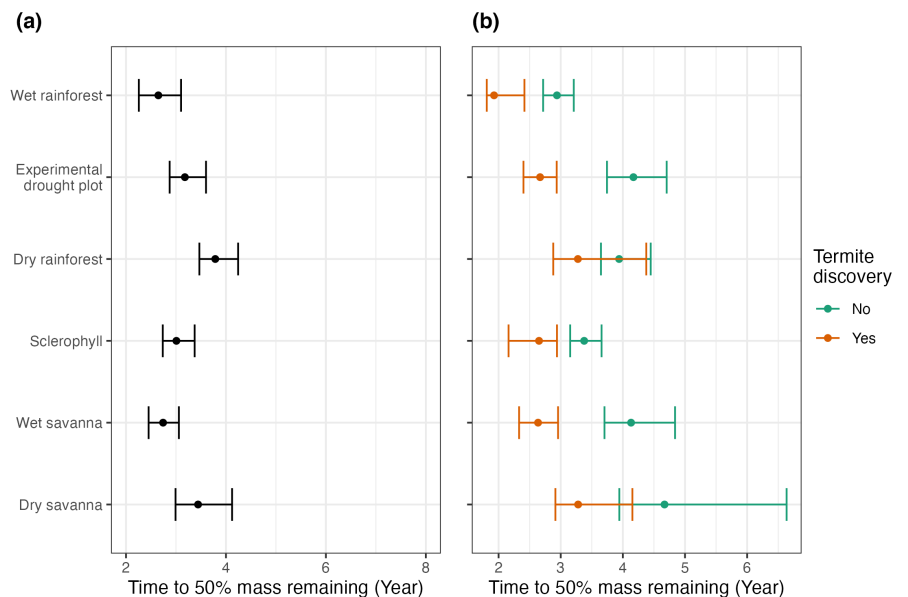 (a)
(b)
Wet rainforest
Experimental
drought plot
Dry rainforest
Sclerophyll
Wet savanna
Dry savanna
2
4
6
8
Time to 50% mass remaining (Year)
2
3
4
5
6
Time to 50% mass remaining (Year)
Termite
discovery
No
Yes